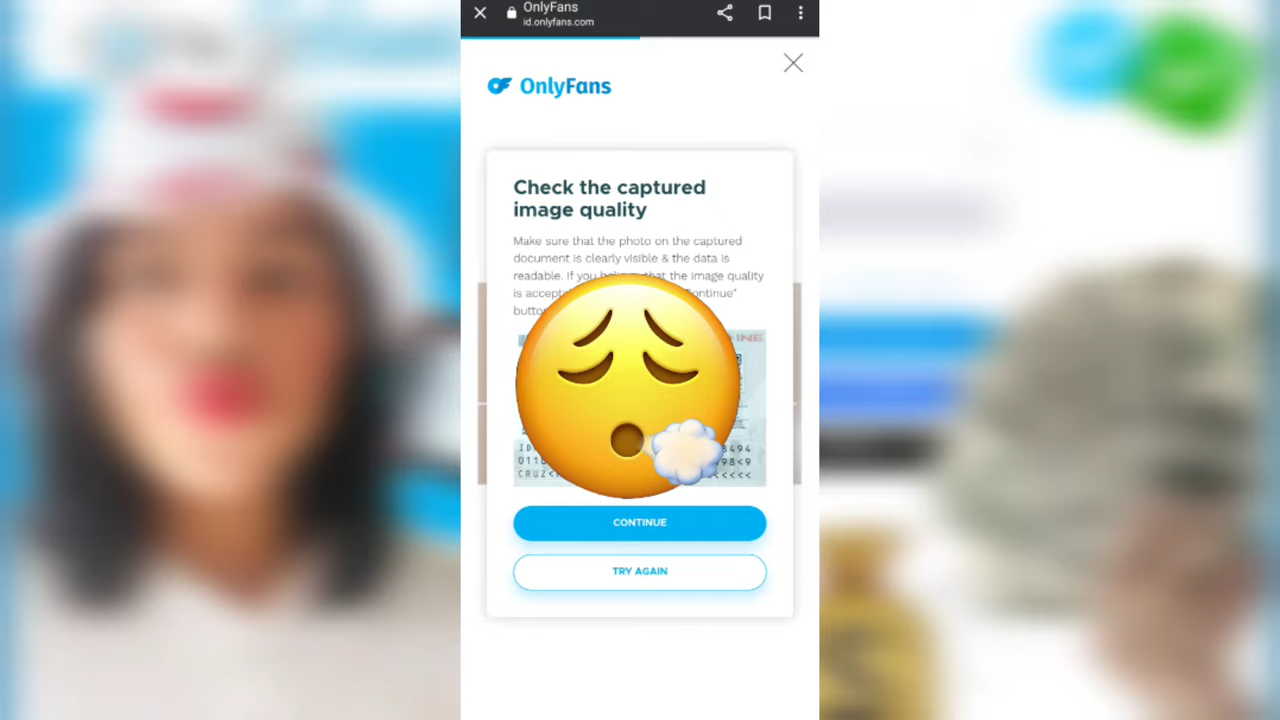 OnlyFans
id.onlyfans.com
OnlyFans
Check the captured
image quality
Make sure that the photo on the captured
document is clearly visible & the data is
readable. If you that the image quality
is Continue"
CONTINUE
TRY AGAIN